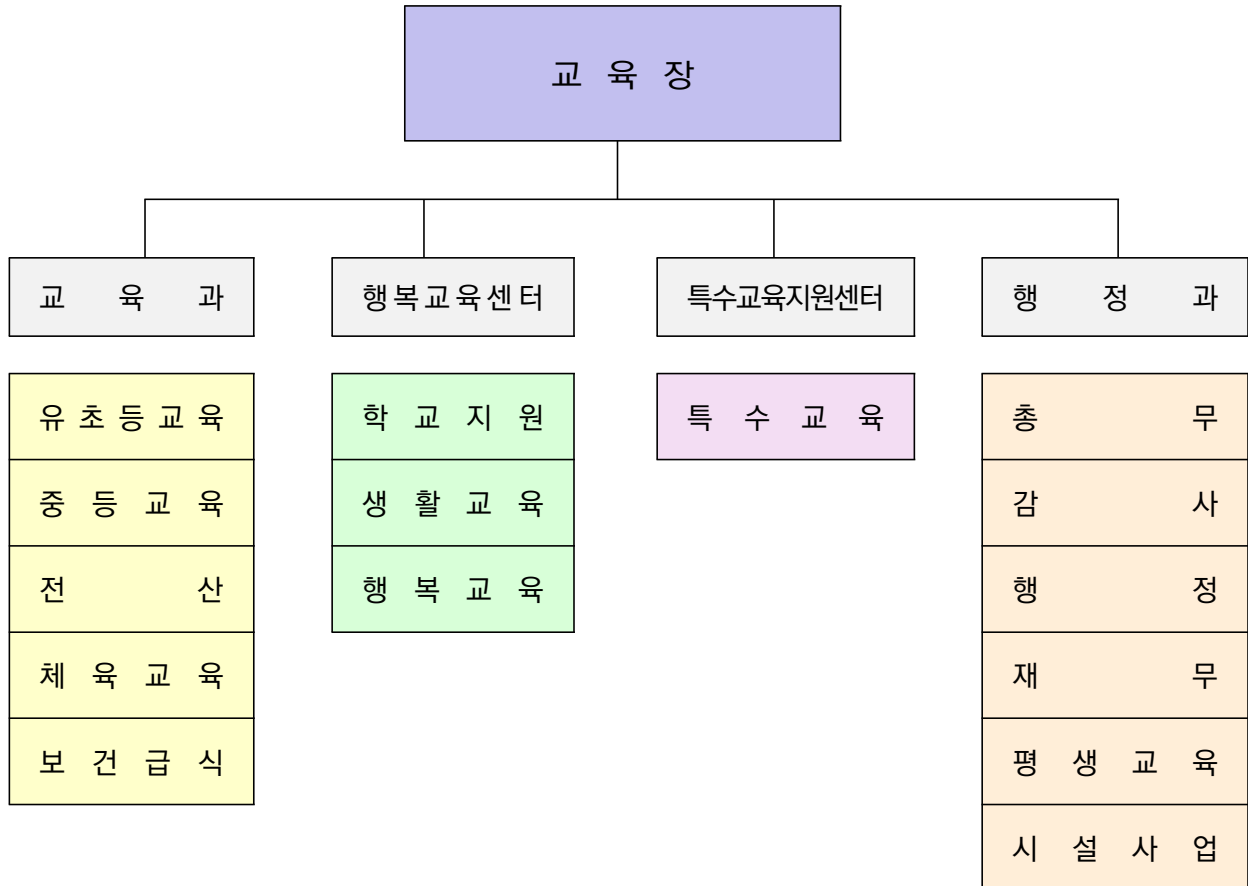 교 육 장
교 육 과
행복교육센터
특수교육지원센터
행 정 과
유초등교육
중등교육
전 산
체육교육
보건급식
학교지원
생활교육
행복교육
특수교육
총 무
감 사
행 정
재 무
평생교육
시설사업